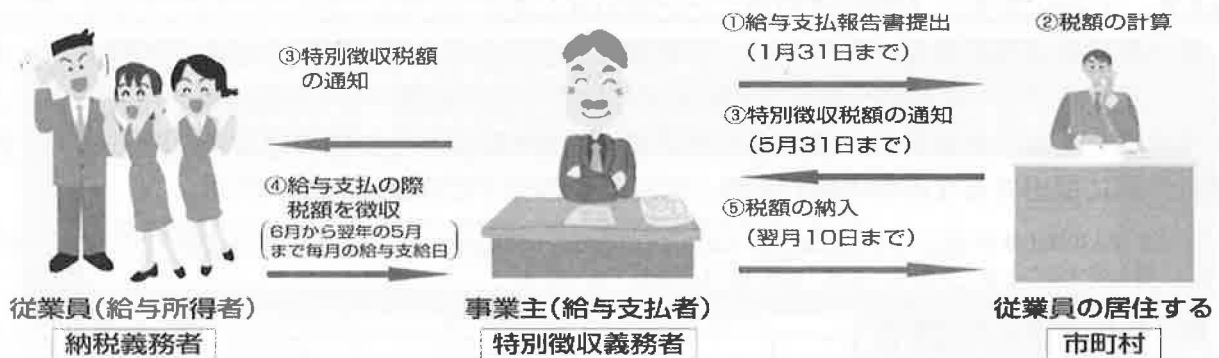 ①給与支払報告書提出
(1月31日まで)
②税額の計算
③特別徴収税額
の通知
③特別徴収税額の通知
(5月31日まで)
④給与支払の際
税額を徴収
(6月から翌年の5月
まで毎月の給与支給日)
⑤税額の納入
(翌月10日まで)
従業員(給与所得者)
納税義務者
事業主(給与支払者)
特別徴収義務者
従業員の居住する
市町村